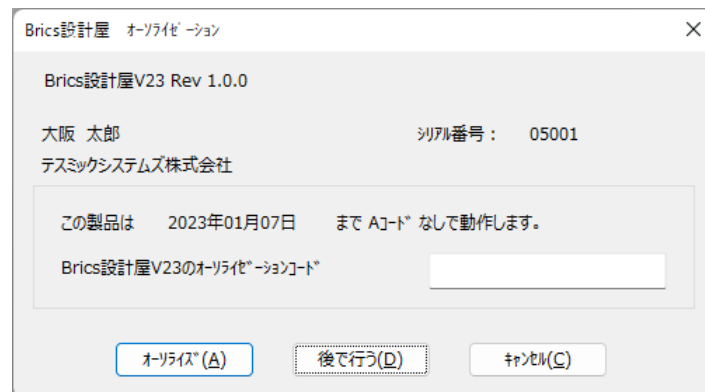 Brics設計屋 ｵｰｿﾗｲｾﾞｰｼｮﾝ
Brics設計屋V23 Rev 1.0.0
大阪 太郎 ｼﾘｱﾙ番号： 05001
テスミックシステムズ株式会社
この製品は 2023年01月07日 まで Aｺｰﾄﾞ なしで動作します。
Brics設計屋V23のｵｰｿﾗｲｾﾞｰｼｮﾝｺｰﾄﾞ
ｵｰｿﾗｲｽﾞ(A) 後で行う(D) ｷｬﾝｾﾙ(C)